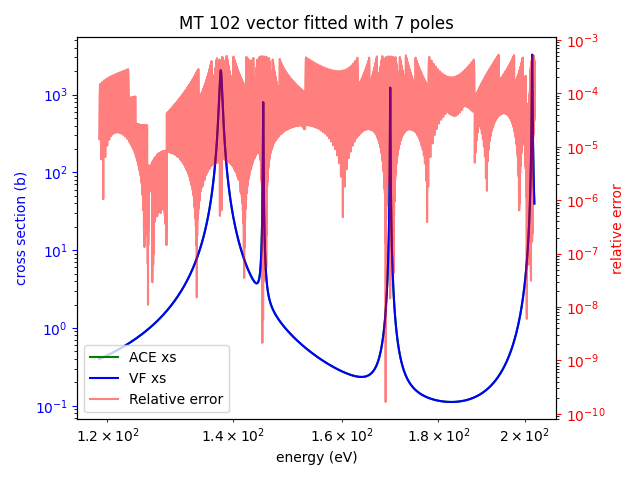 MT 102 vector fitted with 7 poles
cross section (b)
10³
10²
10¹
10⁰
10⁻¹
10⁻³
10⁻⁴
10⁻⁵
10⁻⁶
10⁻⁷
10⁻⁸
10⁻⁹
10⁻¹⁰
relative error
ACE xs
VF xs
Relative error
1.2 × 10² 1.4 × 10² 1.6 × 10² 1.8 × 10² 2 × 10²
energy (eV)